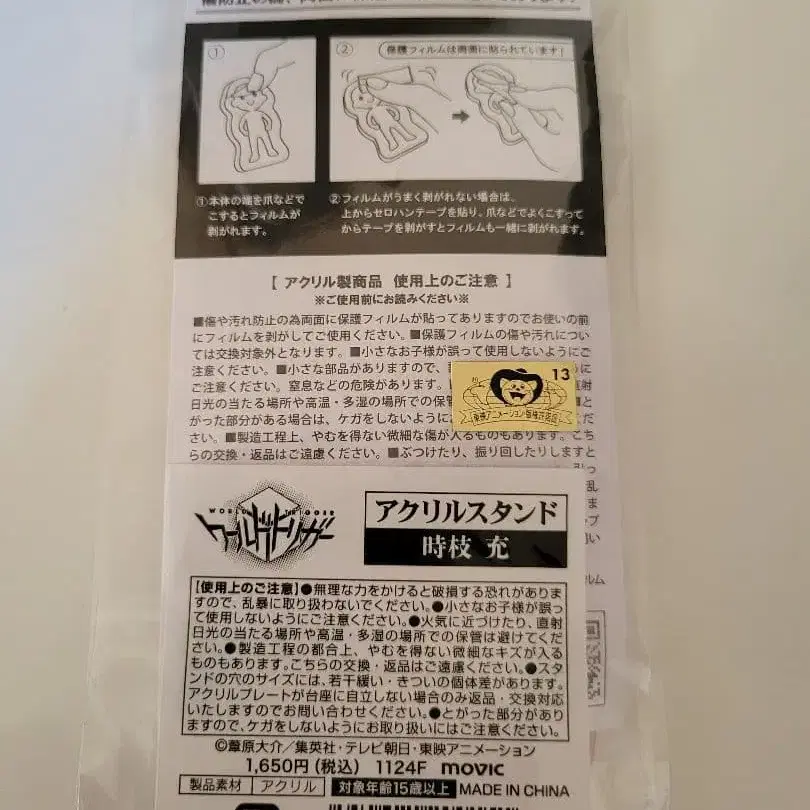 ①
②
保護フィルムは両面に貼られています!
①本体の端を爪などで
こするとフィルムが
剥がれます。
②フィルムがうまく剥がれない場合は、
上からセロハンテープを貼り、爪などでよくこすって
からテープを剥がすとフィルムも一緒に剥がれます。
【 アクリル製商品 使用上のご注意 】
※ご使用前にお読みください※
■傷や汚れ防止の為両面に保護フィルムが貼ってありますのでお使いの前
にフィルムを剥がしてご使用ください。■保護フィルムの傷や汚れについ
ては交換対象外となります。■小さなお子様が誤って使用しないようにご
注意ください。■小さな部品がありますので、
ご注意ください。窒息などの危険があります。
直射
日光の当たる場所や高温・多湿の場所での保管
がった部分がある場合は、ケガをしないように
さい。■製造工程上、やむを得ない微細な傷が入るものもあります。こち
らの交換・返品はご遠慮ください。■ぶつけたり、振り回したりしますと
13
東映アニメーション版権許諾証
WORLD TRIGGER
ワールドトリガー
アクリルスタンド
時枝 充
【使用上のご注意】●無理な力をかけると破損する恐れがありま
すので、乱暴に取り扱わないでください。●小さなお子様が誤っ
て使用しないようにご注意ください。●火気に近づけたり、直射
日光の当たる場所や高温・多湿の場所での保管は避けてくださ
い。●製造工程の都合上、やむを得ない微細なキズが入る
ものもあります。こちらの交換・返品はご遠慮ください。●スタ
ンドの穴のサイズには、若干緩い・きついの個体差があります。
アクリルプレートが台座に自立しない場合のみ返品・交換対応
いたしますのでお問い合わせください。●とがった部分があり
ますので、ケガをしないようにお取り扱いにはご注意ください。
©葦原大介/集英社・テレビ朝日・東映アニメーション
1,650円(税込) 1124F movic
製品素材 アクリル 対象年齢15歳以上 MADE IN CHINA